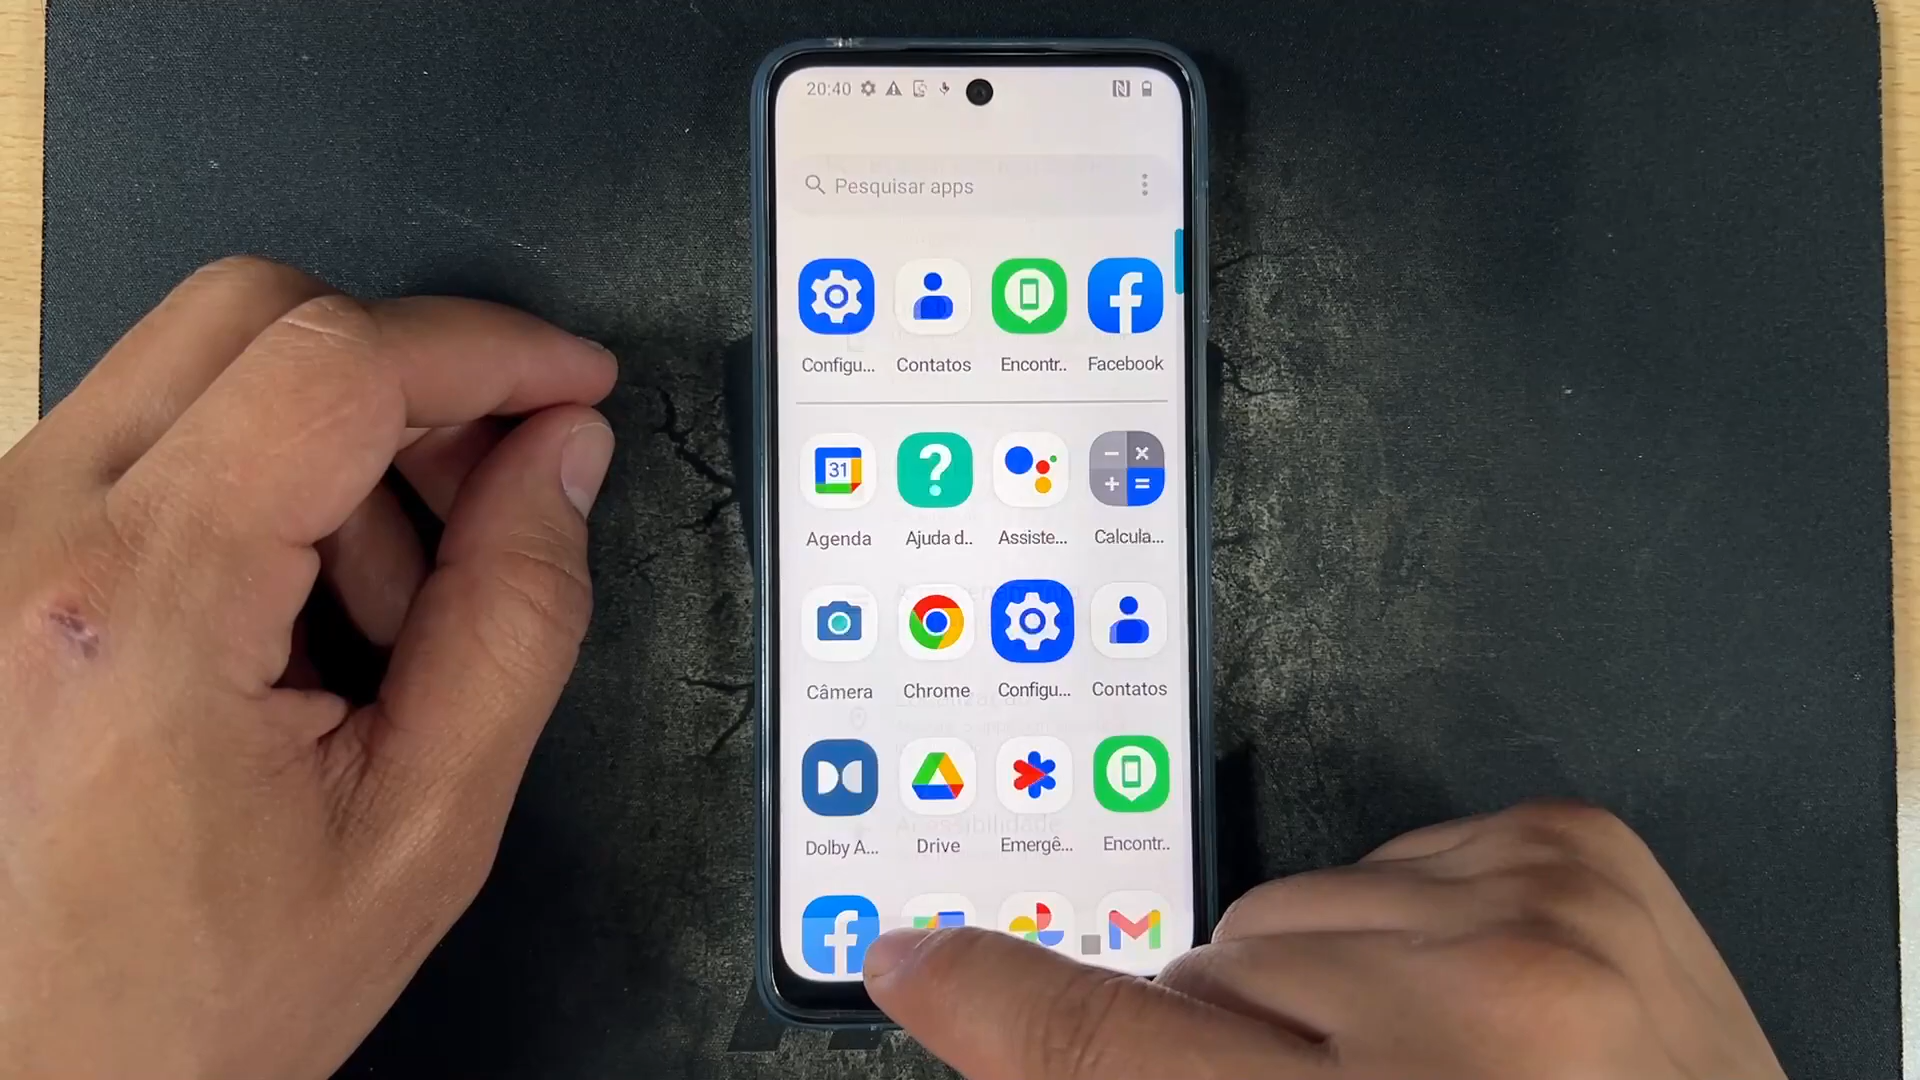 20:40
Pesquisar apps
Configu... Contatos Encontr.. Facebook
31
Agenda Ajuda d.. Assiste... Calcula...
Câmera Chrome Configu... Contatos
Dolby A... Drive Emergê... Encontr..
Acessibilidade